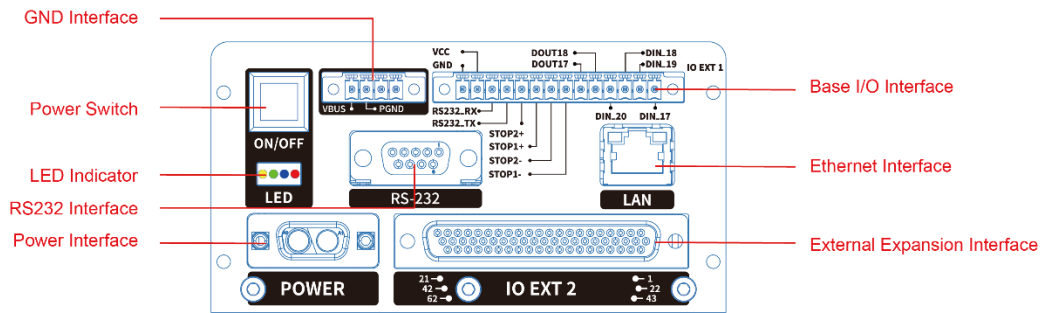 GND Interface
Power Switch
LED Indicator
RS232 Interface
Power Interface
VCC
GND
DOUT18
DOUT17
DIN_18
DIN_19
IO EXT 1
VBUS
PGND
RS232_RX
RS232_TX
STOP2+
STOP1+
STOP2-
STOP1-
DIN_20
DIN_17
ON/OFF
LED
RS-232
LAN
POWER
21
42
62
IO EXT 2
1
22
43
Base I/O Interface
Ethernet Interface
External Expansion Interface